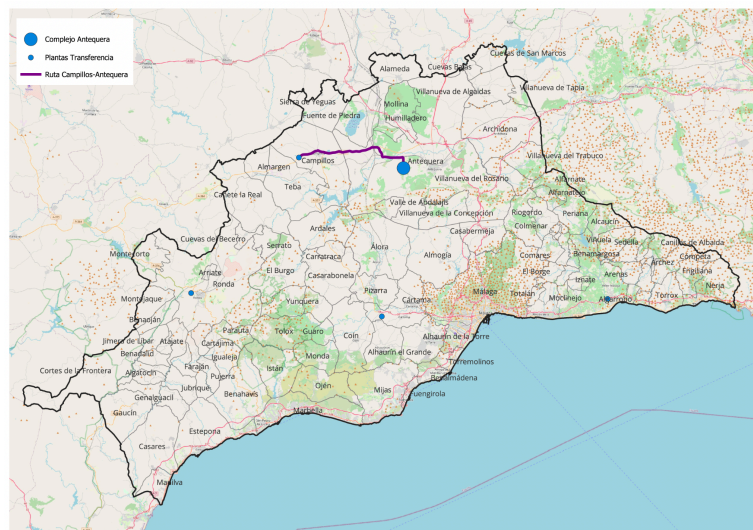 Complejo Antequera
Plantas Transferencia
Ruta Campillos-Antequera
Cuevas de San Marcos
Alameda
Cuevas Bajas
Villanueva de Tapia
Villanueva de Algaidas
Sierra de Yeguas
Mollina
Fuente de Piedra
Humilladero
Archidona
Villanueva del Trabuco
Almargen
Campillos
Antequera
Teba
Villanueva del Rosario
Alfarnate
Alfarnatejo
Cañete la Real
Valle de Abdalajís
Villanueva de la Concepción
Riogordo
Periana
Alcaucín
Ardales
Casabermeja
Colmenar
Cuevas del Becerro
Serrato
Álora
Almogía
Viñuela
Sedella
Canillas de Albaida
Montecorto
Carratraca
Comares
Benamargosa
Cómpeta
Arriate
El Burgo
Casarabonela
El Borge
Iznate
Arenas
Árchez
Frigiliana
Ronda
Pizarra
Málaga
Totalán
Moclinejo
Algarrobo
Torrox
Nerja
Montejaque
Yunquera
Cártama
Benaoján
Parauta
Tolox
Guaro
Coín
Alhaurín de la Torre
Jimera de Líbar
Atajate
Cartajima
Benadalid
Igualeja
Monda
Alhaurín el Grande
Torremolinos
Cortes de la Frontera
Algatocín
Faraján
Pujerra
Istán
Benalmádena
Jubrique
Ojén
Mijas
Genalguacil
Benahavís
Fuengirola
Gaucín
Marbella
Estepona
Casares
Manilva